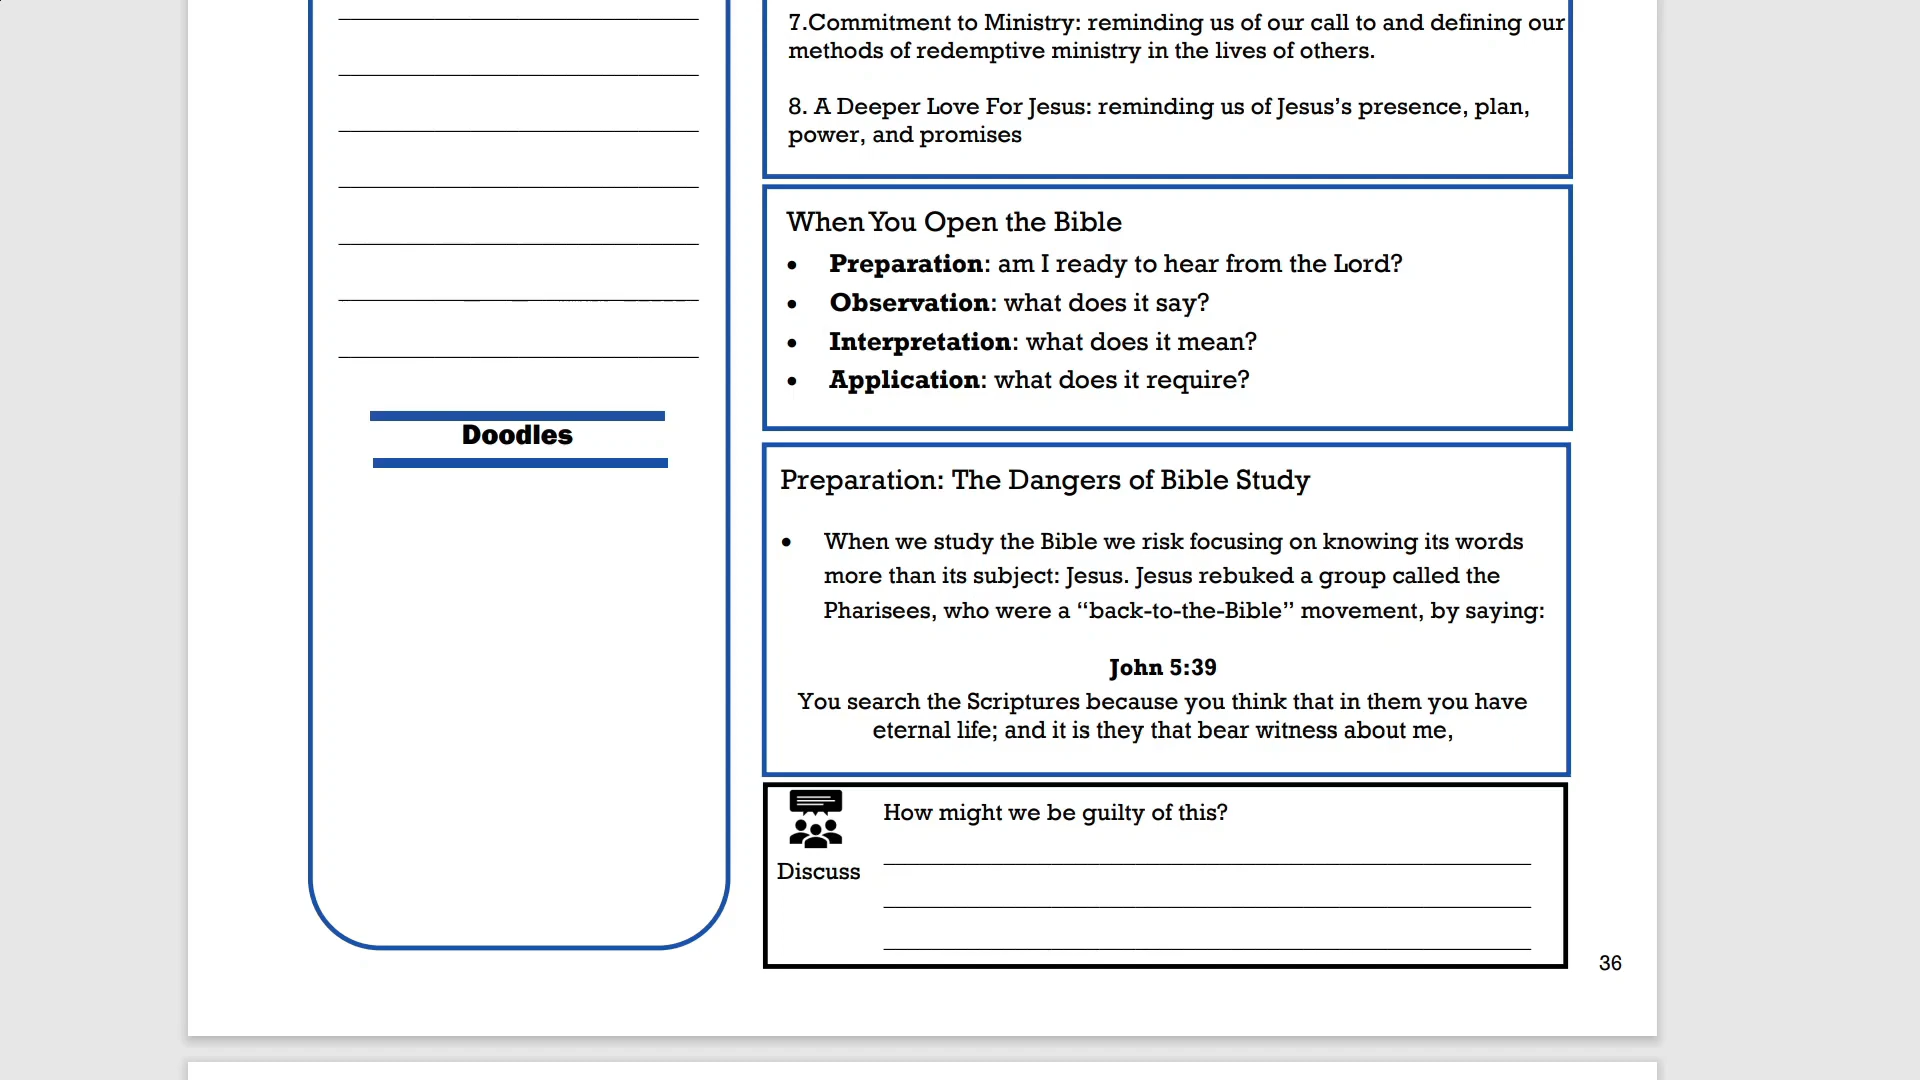 7.Commitment to Ministry: reminding us of our call to and defining our
methods of redemptive ministry in the lives of others.
8. A Deeper Love For Jesus: reminding us of Jesus’s presence, plan,
power, and promises
When You Open the Bible
• Preparation: am I ready to hear from the Lord?
• Observation: what does it say?
• Interpretation: what does it mean?
• Application: what does it require?
Doodles
Preparation: The Dangers of Bible Study
• When we study the Bible we risk focusing on knowing its words
more than its subject: Jesus. Jesus rebuked a group called the
Pharisees, who were a “back-to-the-Bible” movement, by saying:
John 5:39
You search the Scriptures because you think that in them you have
eternal life; and it is they that bear witness about me,
How might we be guilty of this?
Discuss
36